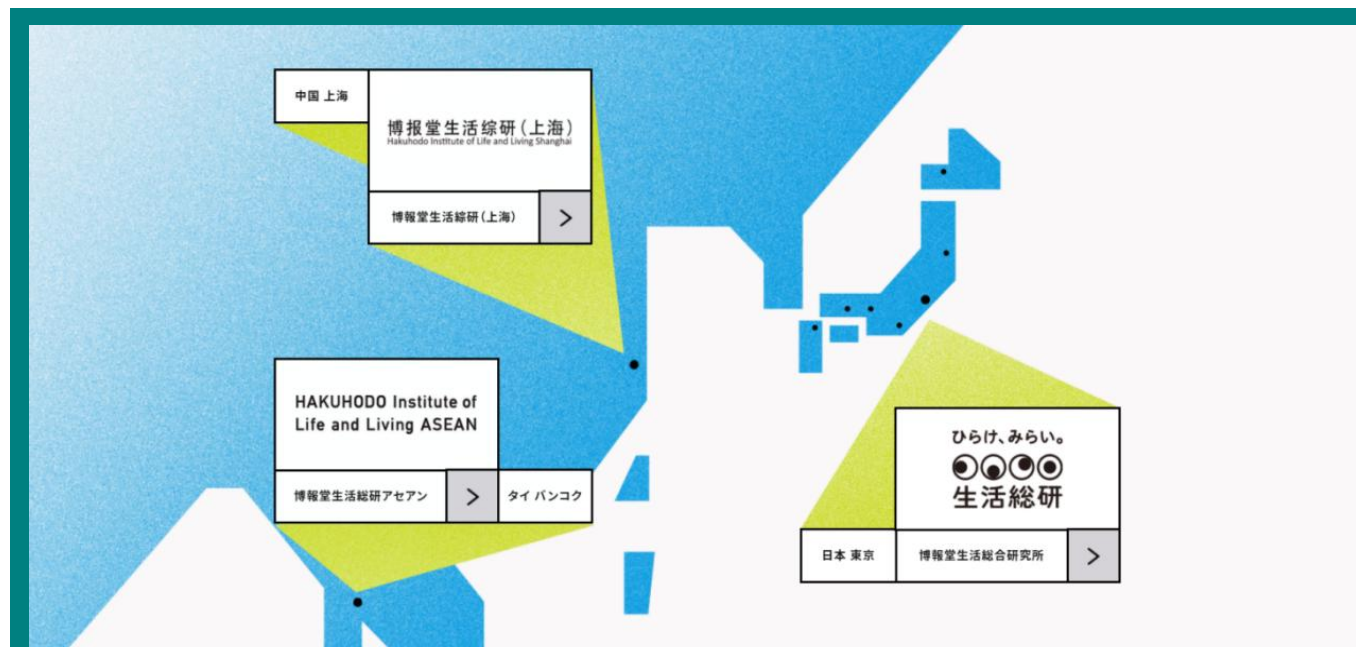 中国 上海
博报堂生活综研(上海)
Hakuhodo Institute of Life and Living Shanghai
博報堂生活綜研(上海)
HAKUHODO Institute of
Life and Living ASEAN
博報堂生活総研アセアン
タイ バンコク
ひらけ、みらい。
生活総研
日本 東京
博報堂生活総合研究所